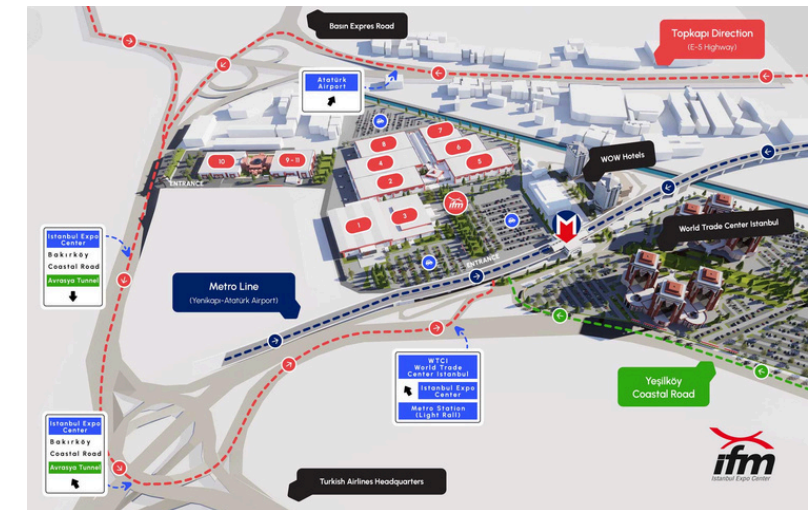 Basın Expres Road
Topkapı Direction
(E-5 Highway)
Atatürk
Airport
7
8
6
10
9 - 11
4
5
WOW Hotels
ENTRANCE
2
ifm
3
1
World Trade Center Istanbul
M
Istanbul Expo
Center
Bakırköy
Coastal Road
Avrasya Tunnel
ENTRANCE
Metro Line
(Yenikapı-Atatürk Airport)
WTCI
World Trade
Center Istanbul
Istanbul Expo
Center
Metro Station
(Light Rail)
Yeşilköy
Coastal Road
Istanbul Expo
Center
Bakırköy
Coastal Road
Avrasya Tunnel
Turkish Airlines Headquarters
ifm
Istanbul Expo Center